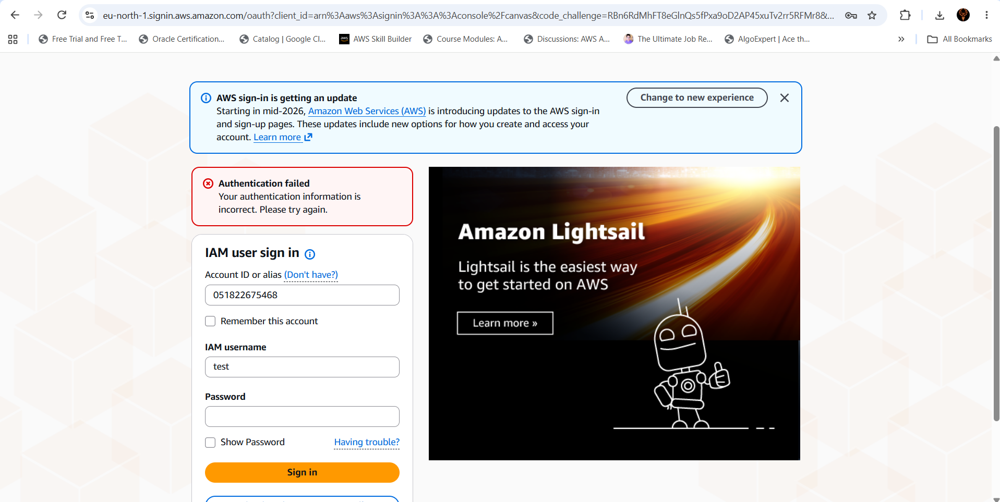 eu-north-1.signin.aws.amazon.com/oauth?client_id=arn%3Aaws%3Asignin%3A%3A%3Aconsole%2Fcanvas&code_challenge=RBn6RdMhFT8eGlnQs5fPxa9oD2AP45xuTv2rr5RFMr8&...
Free Trial and Free T...
Oracle Certification...
Catalog | Google Cl...
aws
AWS Skill Builder
Course Modules: A...
Discussions: AWS A...
The Ultimate Job Re...
AlgoExpert | Ace th...
All Bookmarks
AWS sign-in is getting an update
Change to new experience
Starting in mid-2026, Amazon Web Services (AWS) is introducing updates to the AWS sign-in
and sign-up pages. These updates include new options for how you create and access your
account. Learn more
Authentication failed
Your authentication information is
incorrect. Please try again.
IAM user sign in
Account ID or alias (Don't have?)
051822675468
Remember this account
IAM username
test
Password
Show Password
Having trouble?
Sign in
Amazon Lightsail
Lightsail is the easiest way
to get started on AWS
Learn more »